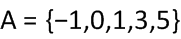 A = {−1,0,1,3,5}